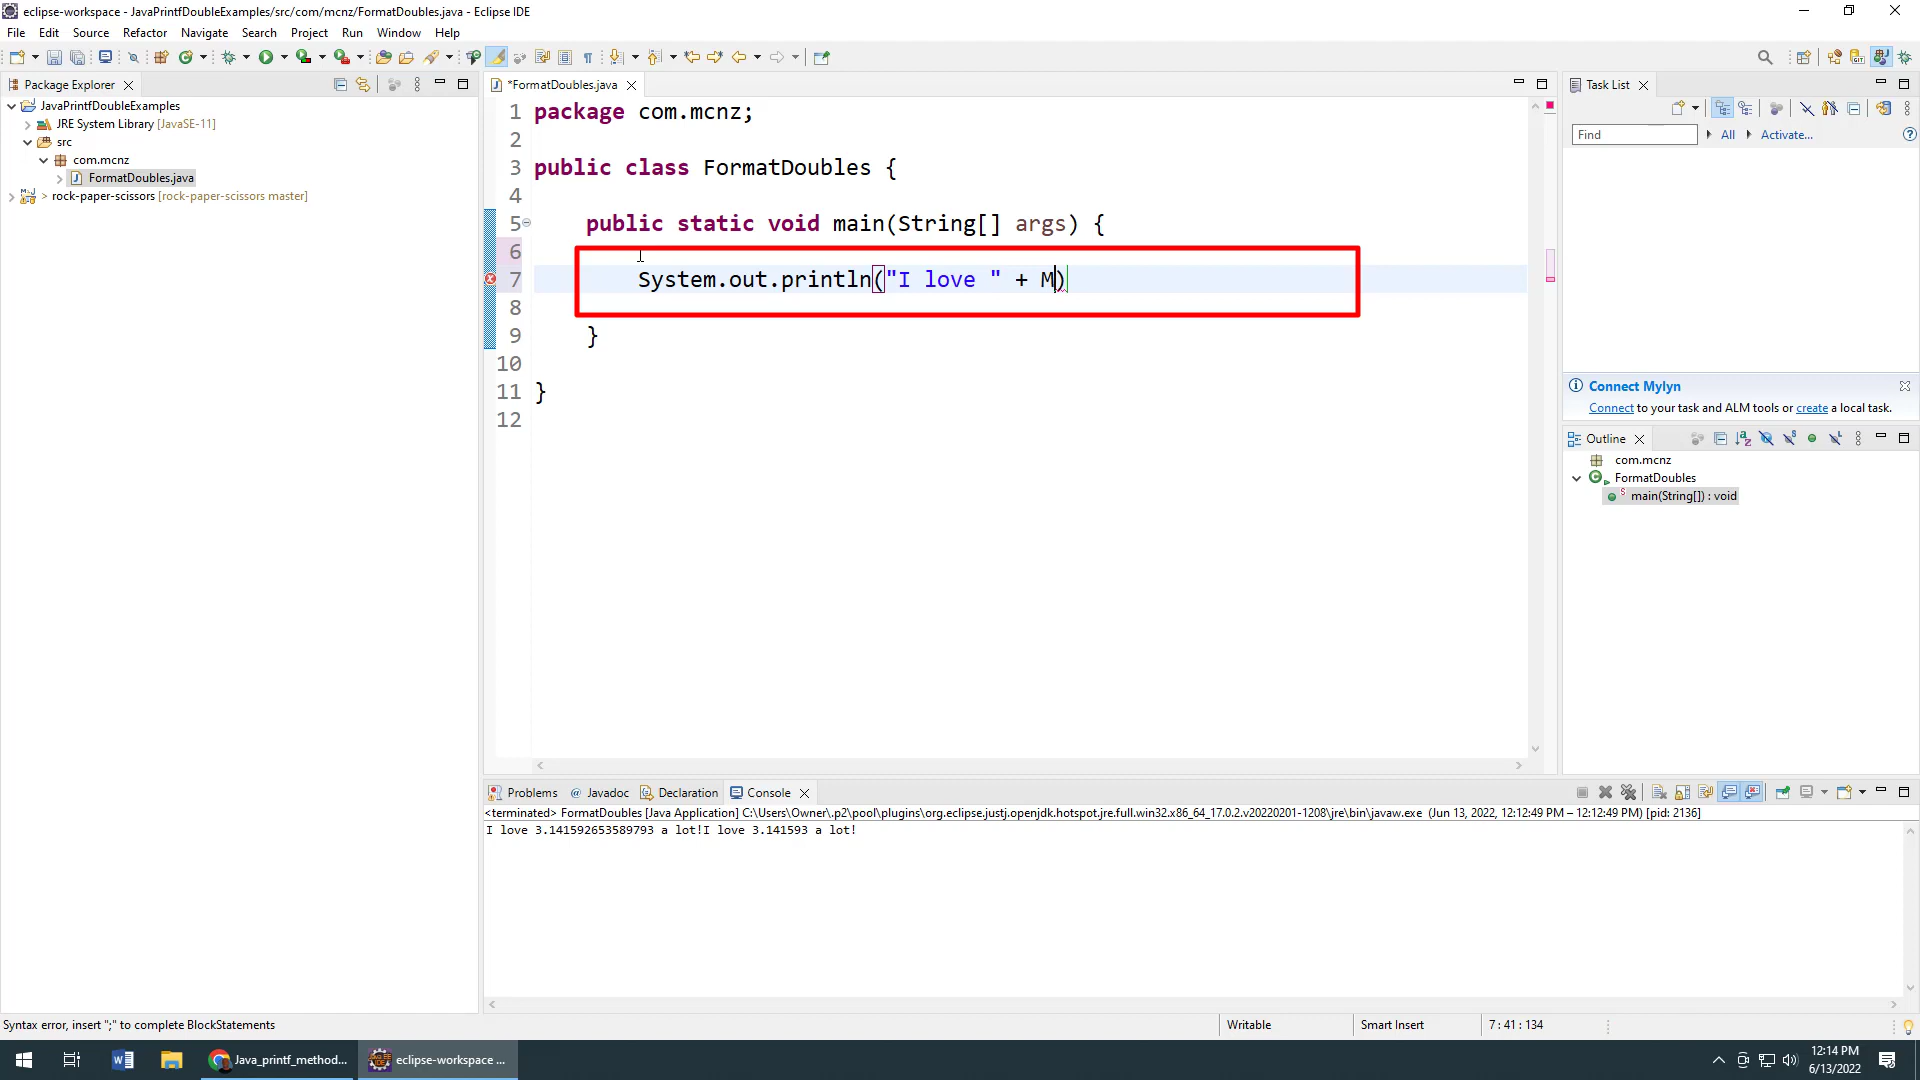 eclipse-workspace - JavaPrintfDoubleExamples/src/com/mcnz/FormatDoubles.java - Eclipse IDE
File Edit Source Refactor Navigate Search Project Run Window Help
Package Explorer
JavaPrintfDoubleExamples
JRE System Library [JavaSE-11]
src
com.mcnz
FormatDoubles.java
> rock-paper-scissors [rock-paper-scissors master]
*FormatDoubles.java
1 package com.mcnz;
2
3 public class FormatDoubles {
4
5 public static void main(String[] args) {
6
7 System.out.println("I love " + M)
8
9 }
10
11 }
12
Task List
Find All Activate...
Connect Mylyn
Connect to your task and ALM tools or create a local task.
Outline
com.mcnz
FormatDoubles
main(String[]) : void
Problems Javadoc Declaration Console
<terminated> FormatDoubles [Java Application] C:\Users\Owner\.p2\pool\plugins\org.eclipse.justj.openjdk.hotspot.jre.full.win32.x86_64_17.0.2.v20220201-1208\jre\bin\javaw.exe (Jun 13, 2022, 12:12:49 PM – 12:12:49 PM) [pid: 2136]
I love 3.141592653589793 a lot!I love 3.141593 a lot!
Syntax error, insert ";" to complete BlockStatements
Writable Smart Insert 7 : 41 : 134
Java_printf_method...
eclipse-workspace ...
12:14 PM
6/13/2022